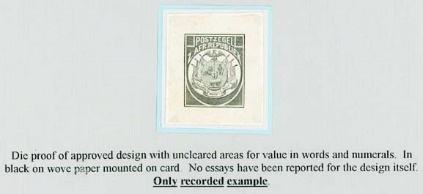 POSTZEGEL
Z.AFR.REPUBLIEK
Die proof of approved design with uncleared areas for value in words and numerals. In
black on wove paper mounted on card. No essays have been reported for the design itself.
Only recorded example.